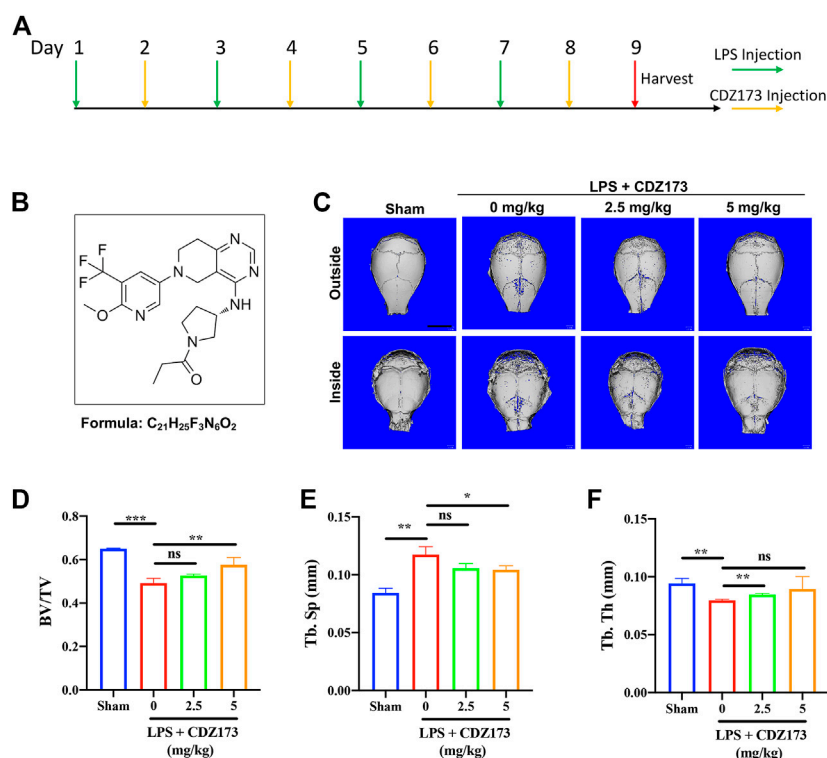 A
Day 1 2 3 4 5 6 7 8 9
Harvest
LPS Injection
CDZ173 Injection
B
F
F
F
O
N
N
N
N
NH
N
O
Formula: C₂₁H₂₅F₃N₆O₂
C
LPS + CDZ173
Sham 0 mg/kg 2.5 mg/kg 5 mg/kg
Outside
Inside
D
BV/TV
0.8
0.6
0.4
0.2
0.0
***
**
ns
Sham 0 2.5 5
LPS + CDZ173
(mg/kg)
E
Tb. Sp (mm)
0.15
0.10
0.05
0.00
*
**
ns
Sham 0 2.5 5
LPS + CDZ173
(mg/kg)
F
Tb. Th (mm)
0.15
0.10
0.05
0.00
**
ns
**
Sham 0 2.5 5
LPS + CDZ173
(mg/kg)